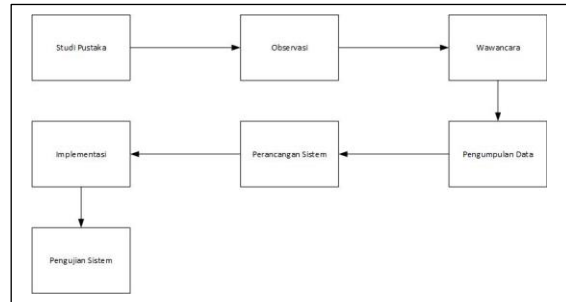 Studi Pustaka
Observasi
Wawancara
Pengumpulan Data
Perancangan Sistem
Implementasi
Pengujian Sistem